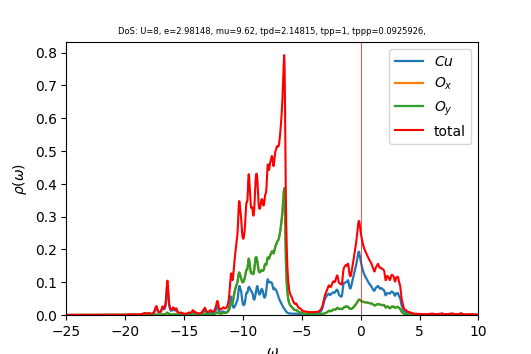 DoS: U=8, e=2.98148, mu=9.62, tpd=2.14815, tpp=1, tppp=0.0925926,
ρ(ω)
0.8
0.7
0.6
0.5
0.4
0.3
0.2
0.1
0.0
Cu
O_x
O_y
total
−25 −20 −15 −10 −5 0 5 10
ω